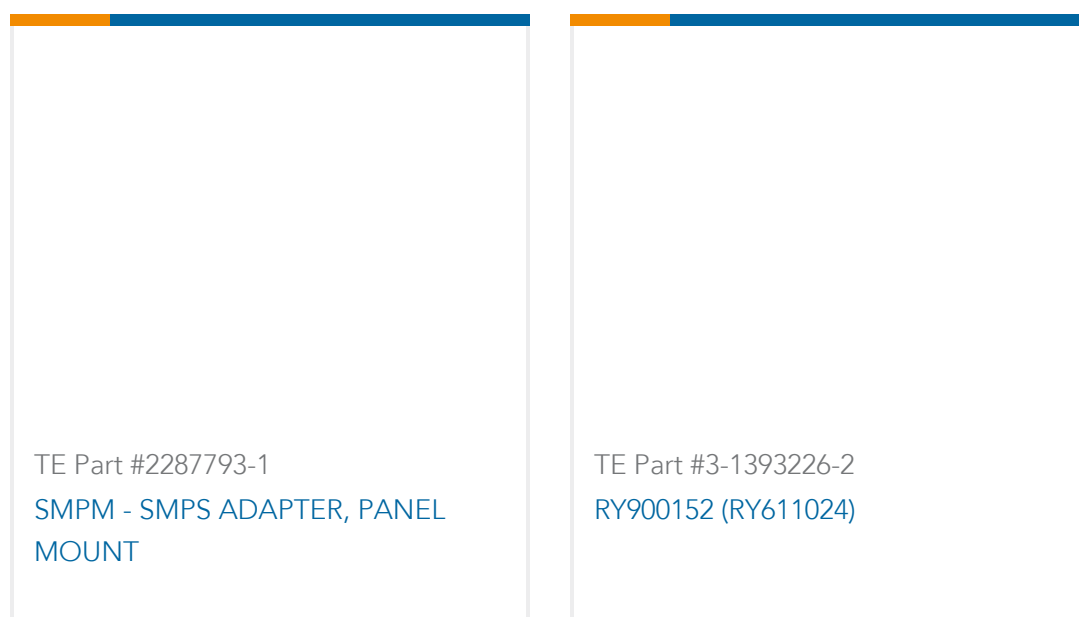 TE Part #2287793-1
SMPM - SMPS ADAPTER, PANEL
MOUNT
TE Part #3-1393226-2
RY900152 (RY611024)